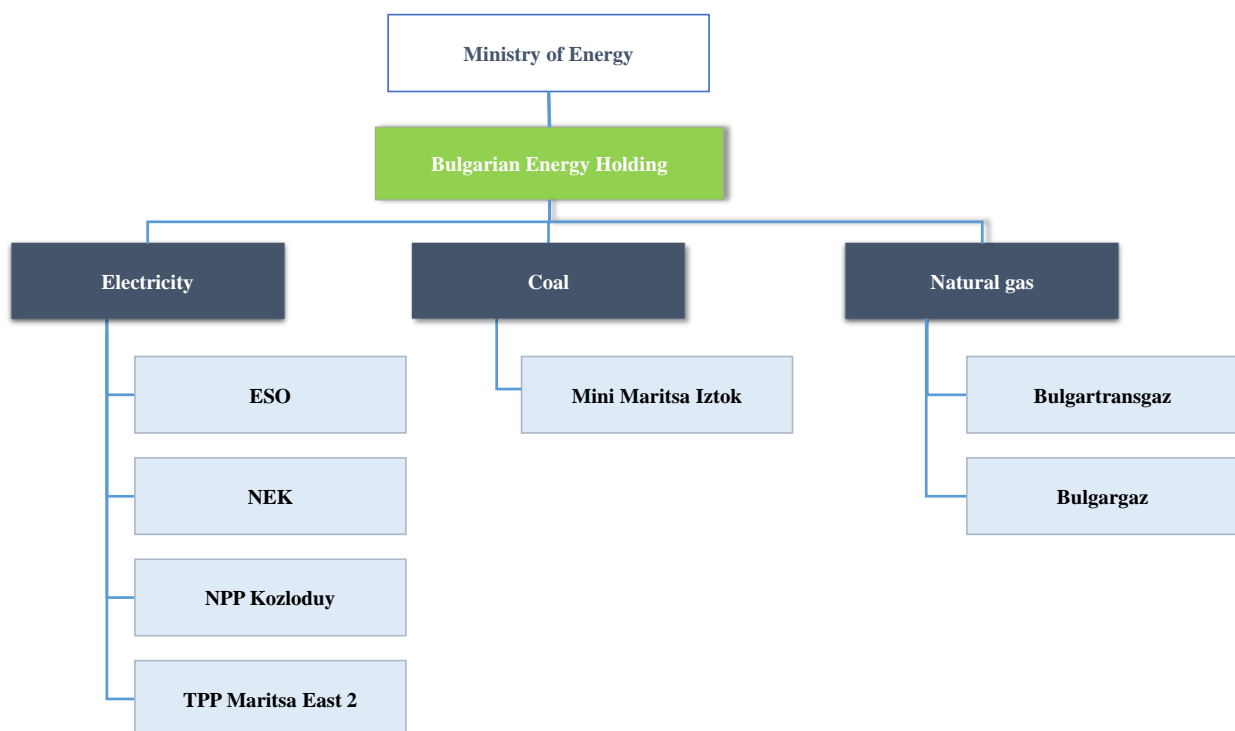 Ministry of Energy
Bulgarian Energy Holding
Electricity
Coal
Natural gas
ESO
Mini Maritsa Iztok
Bulgartransgaz
NEK
Bulgargaz
NPP Kozloduy
TPP Maritsa East 2